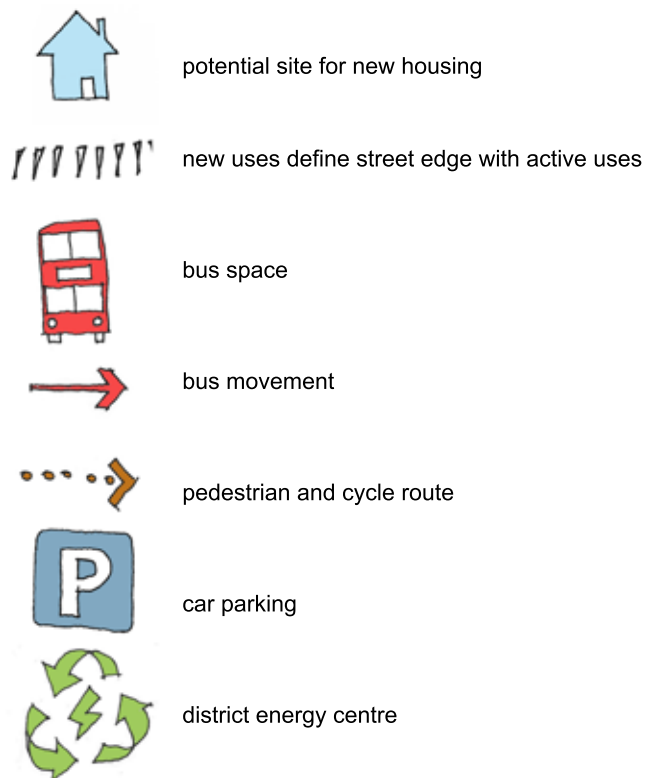 potential site for new housing
new uses define street edge with active uses
bus space
bus movement
pedestrian and cycle route
P
car parking
district energy centre